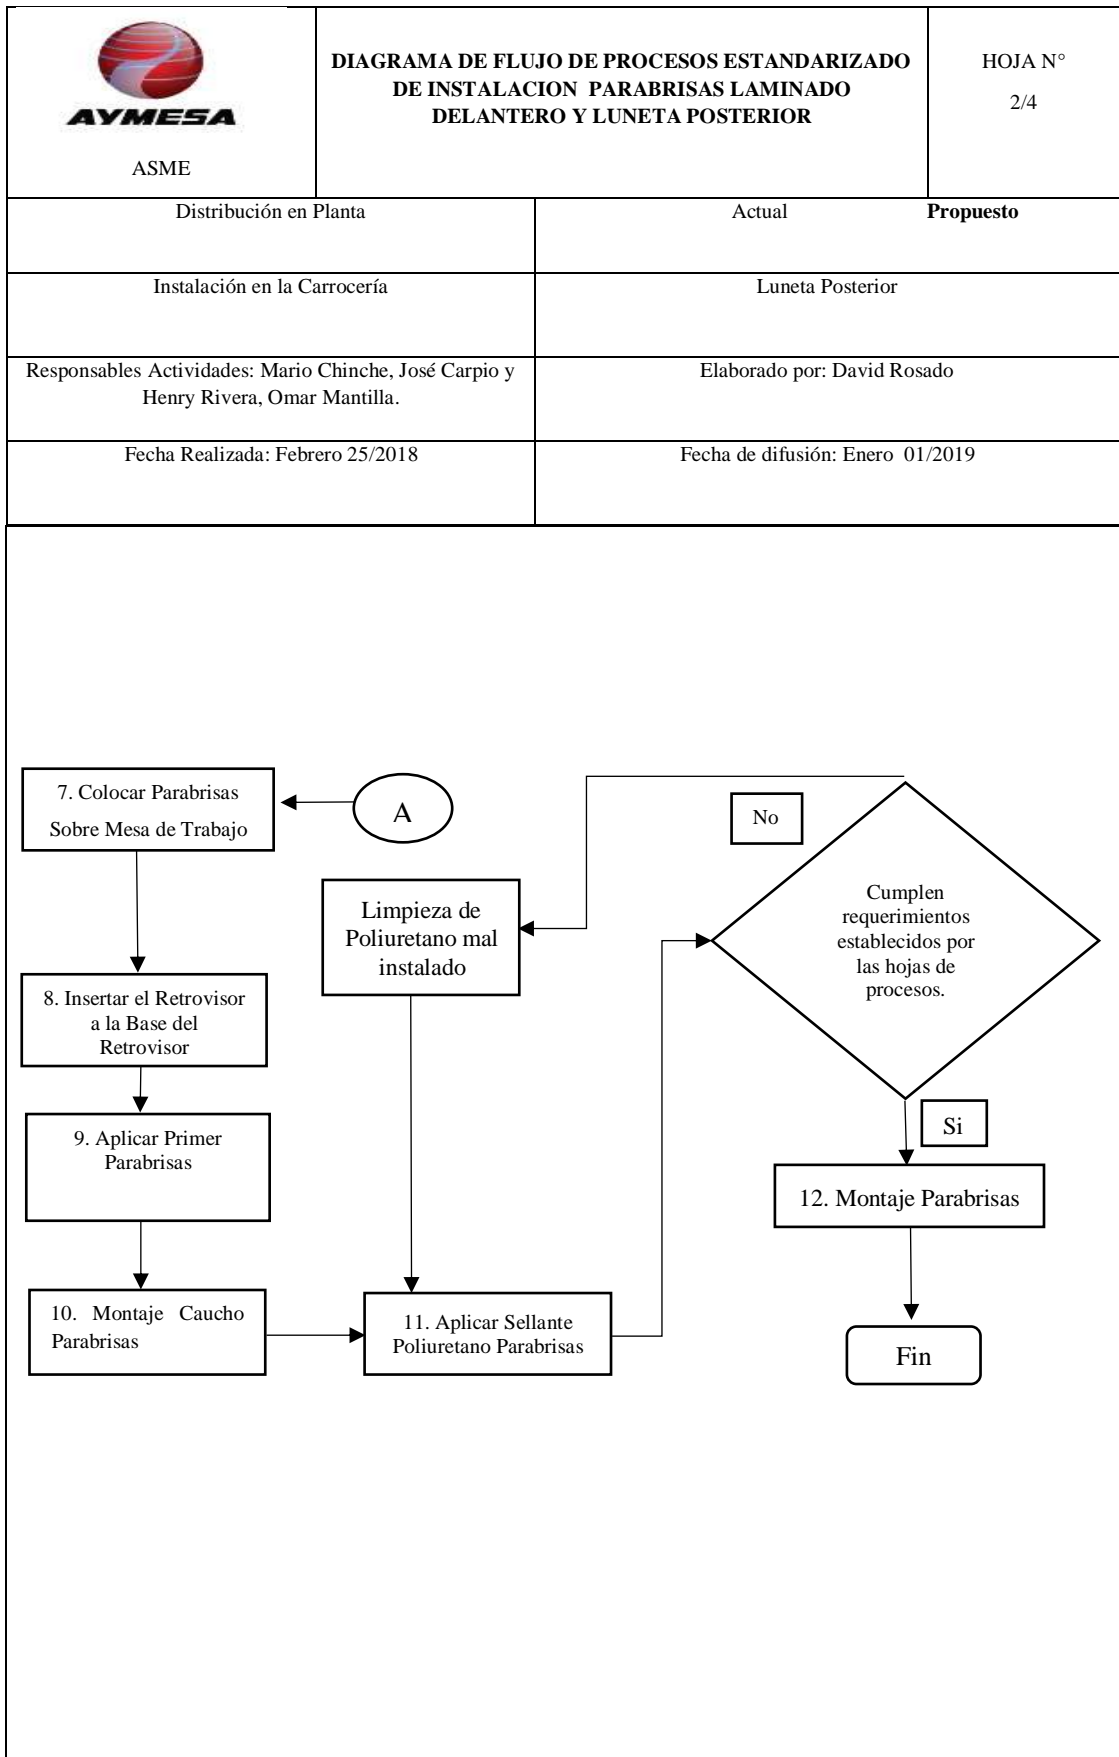 AYMESA
ASME
DIAGRAMA DE FLUJO DE PROCESOS ESTANDARIZADO
DE INSTALACION PARABRISAS LAMINADO
DELANTERO Y LUNETA POSTERIOR
HOJA N°
2/4
Distribución en Planta
Actual Propuesto
Instalación en la Carrocería
Luneta Posterior
Responsables Actividades: Mario Chinche, José Carpio y
Henry Rivera, Omar Mantilla.
Elaborado por: David Rosado
Fecha Realizada: Febrero 25/2018
Fecha de difusión: Enero 01/2019
A
7. Colocar Parabrisas
Sobre Mesa de Trabajo
8. Insertar el Retrovisor
a la Base del
Retrovisor
9. Aplicar Primer
Parabrisas
10. Montaje Caucho
Parabrisas
11. Aplicar Sellante
Poliuretano Parabrisas
Cumplen
requerimientos
establecidos por
las hojas de
procesos.
No
Limpieza de
Poliuretano mal
instalado
Si
12. Montaje Parabrisas
Fin